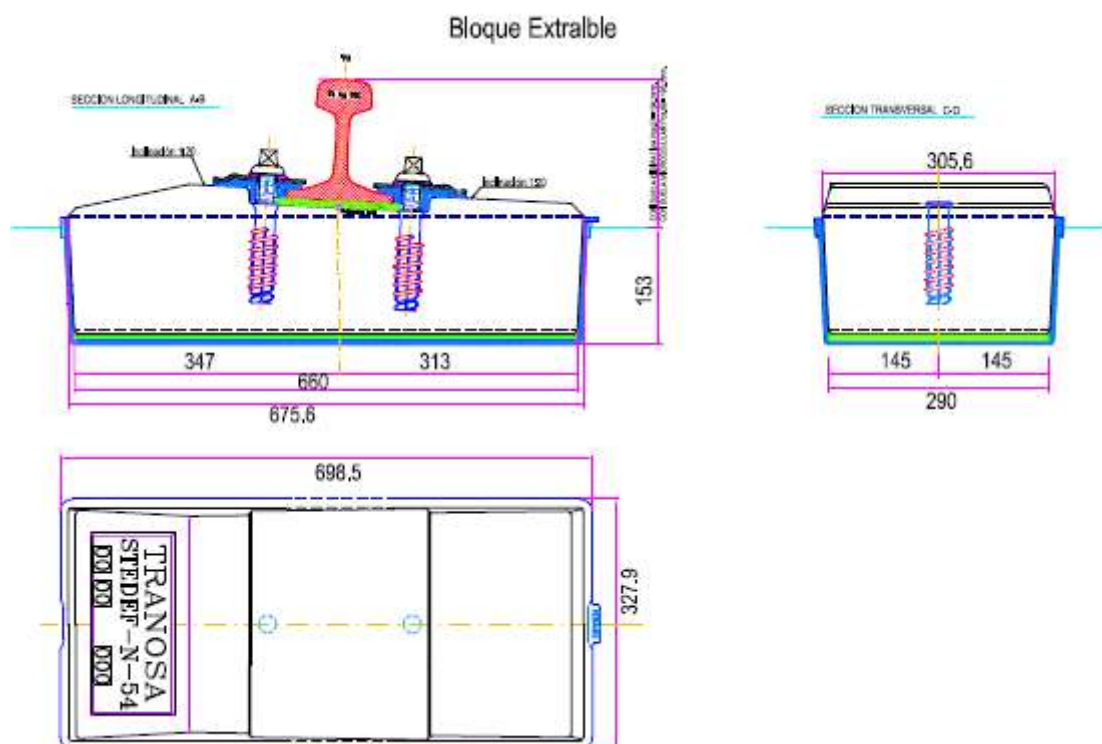 Bloque Extraible
SECCION LONGITUDINAL A-B
SECCION TRANSVERSAL C-D
305,6
153
347
313
660
675,6
145
145
290
698,5
327.9
TRANOSA
STEDEF-N-54